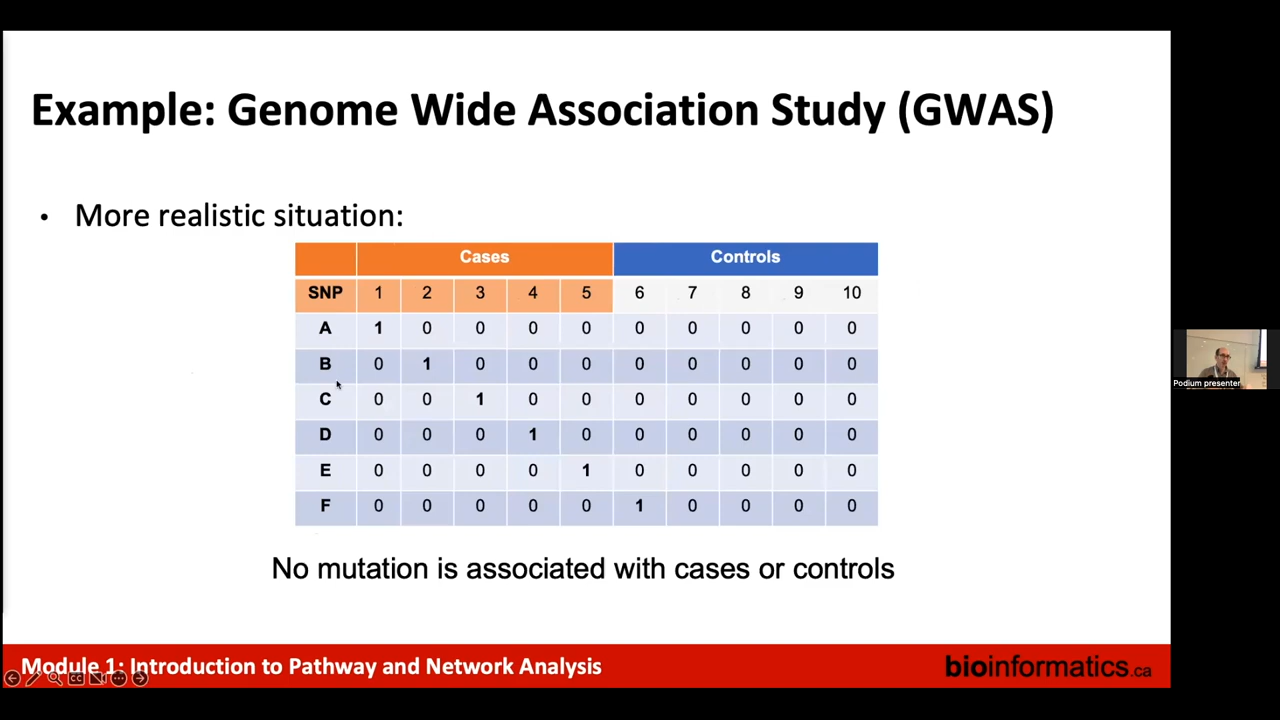 Example: Genome Wide Association Study (GWAS)
• More realistic situation:
Cases Controls
SNP 1 2 3 4 5 6 7 8 9 10
A 1 0 0 0 0 0 0 0 0 0
B 0 1 0 0 0 0 0 0 0 0
C 0 0 1 0 0 0 0 0 0 0
D 0 0 0 1 0 0 0 0 0 0
E 0 0 0 0 1 0 0 0 0 0
F 0 0 0 0 0 1 0 0 0 0
No mutation is associated with cases or controls
Podium presenter
Module 1: Introduction to Pathway and Network Analysis
bioinformatics.ca
CC